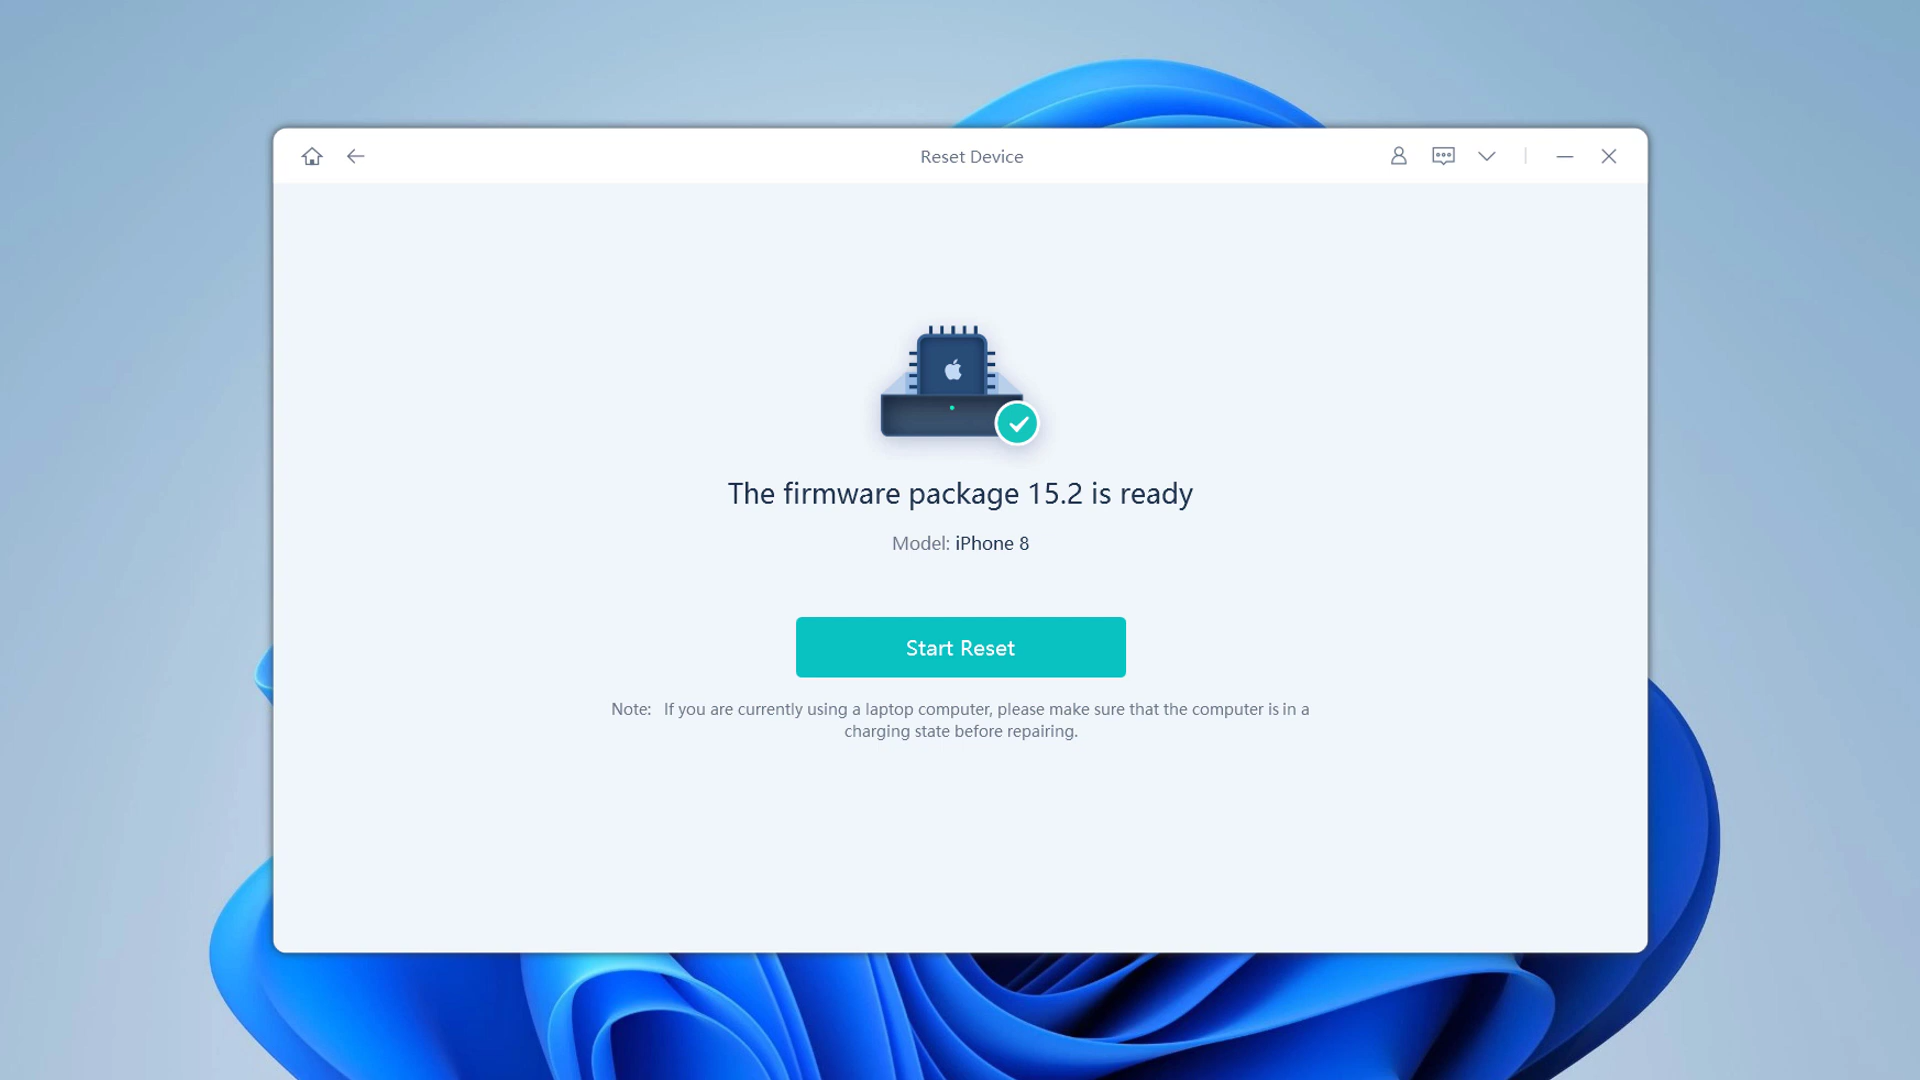 Reset Device
The firmware package 15.2 is ready
Model: iPhone 8
Start Reset
Note: If you are currently using a laptop computer, please make sure that the computer is in a
charging state before repairing.